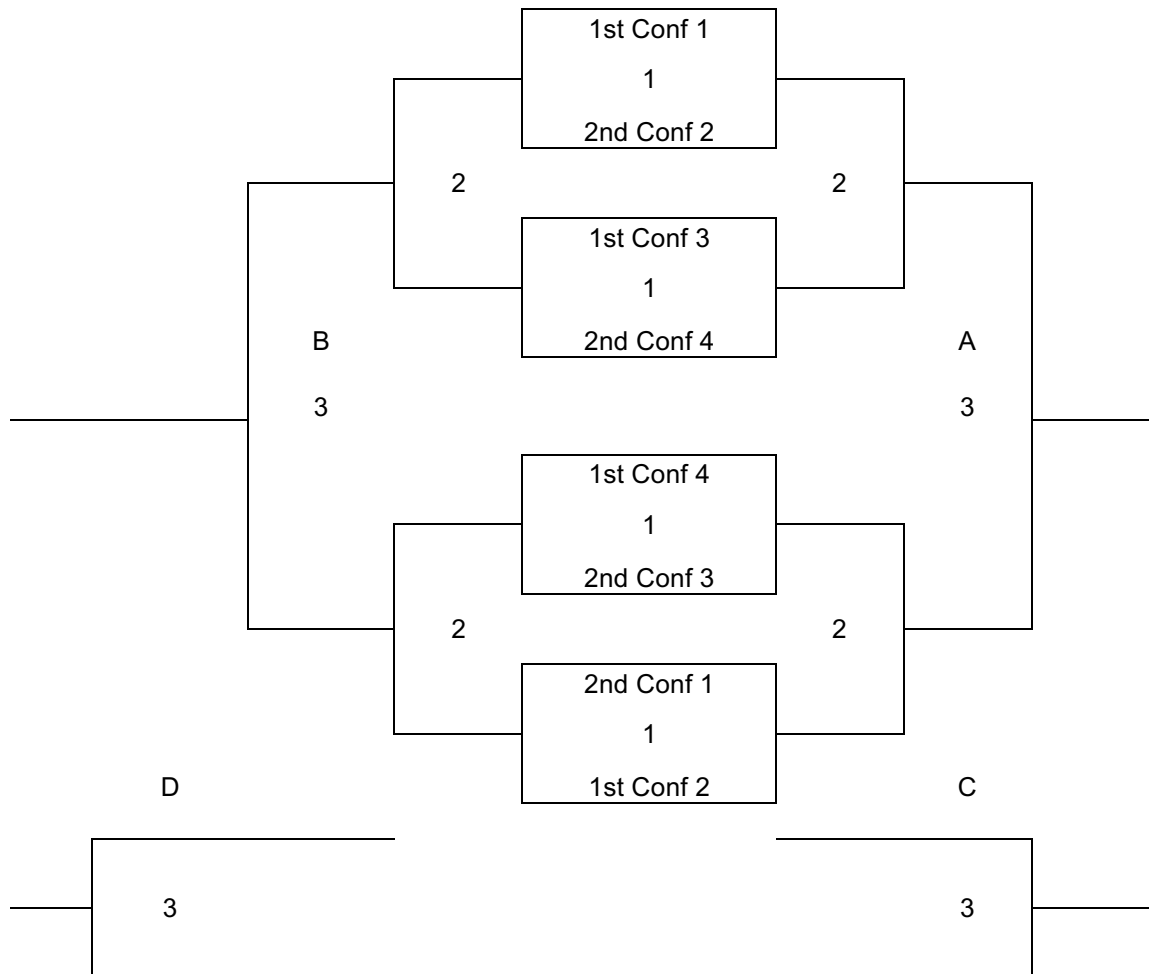 1st Conf 1
1
2nd Conf 2
2
2
1st Conf 3
1
2nd Conf 4
B
A
3
3
1st Conf 4
1
2nd Conf 3
2
2
2nd Conf 1
1
1st Conf 2
D
C
3
3